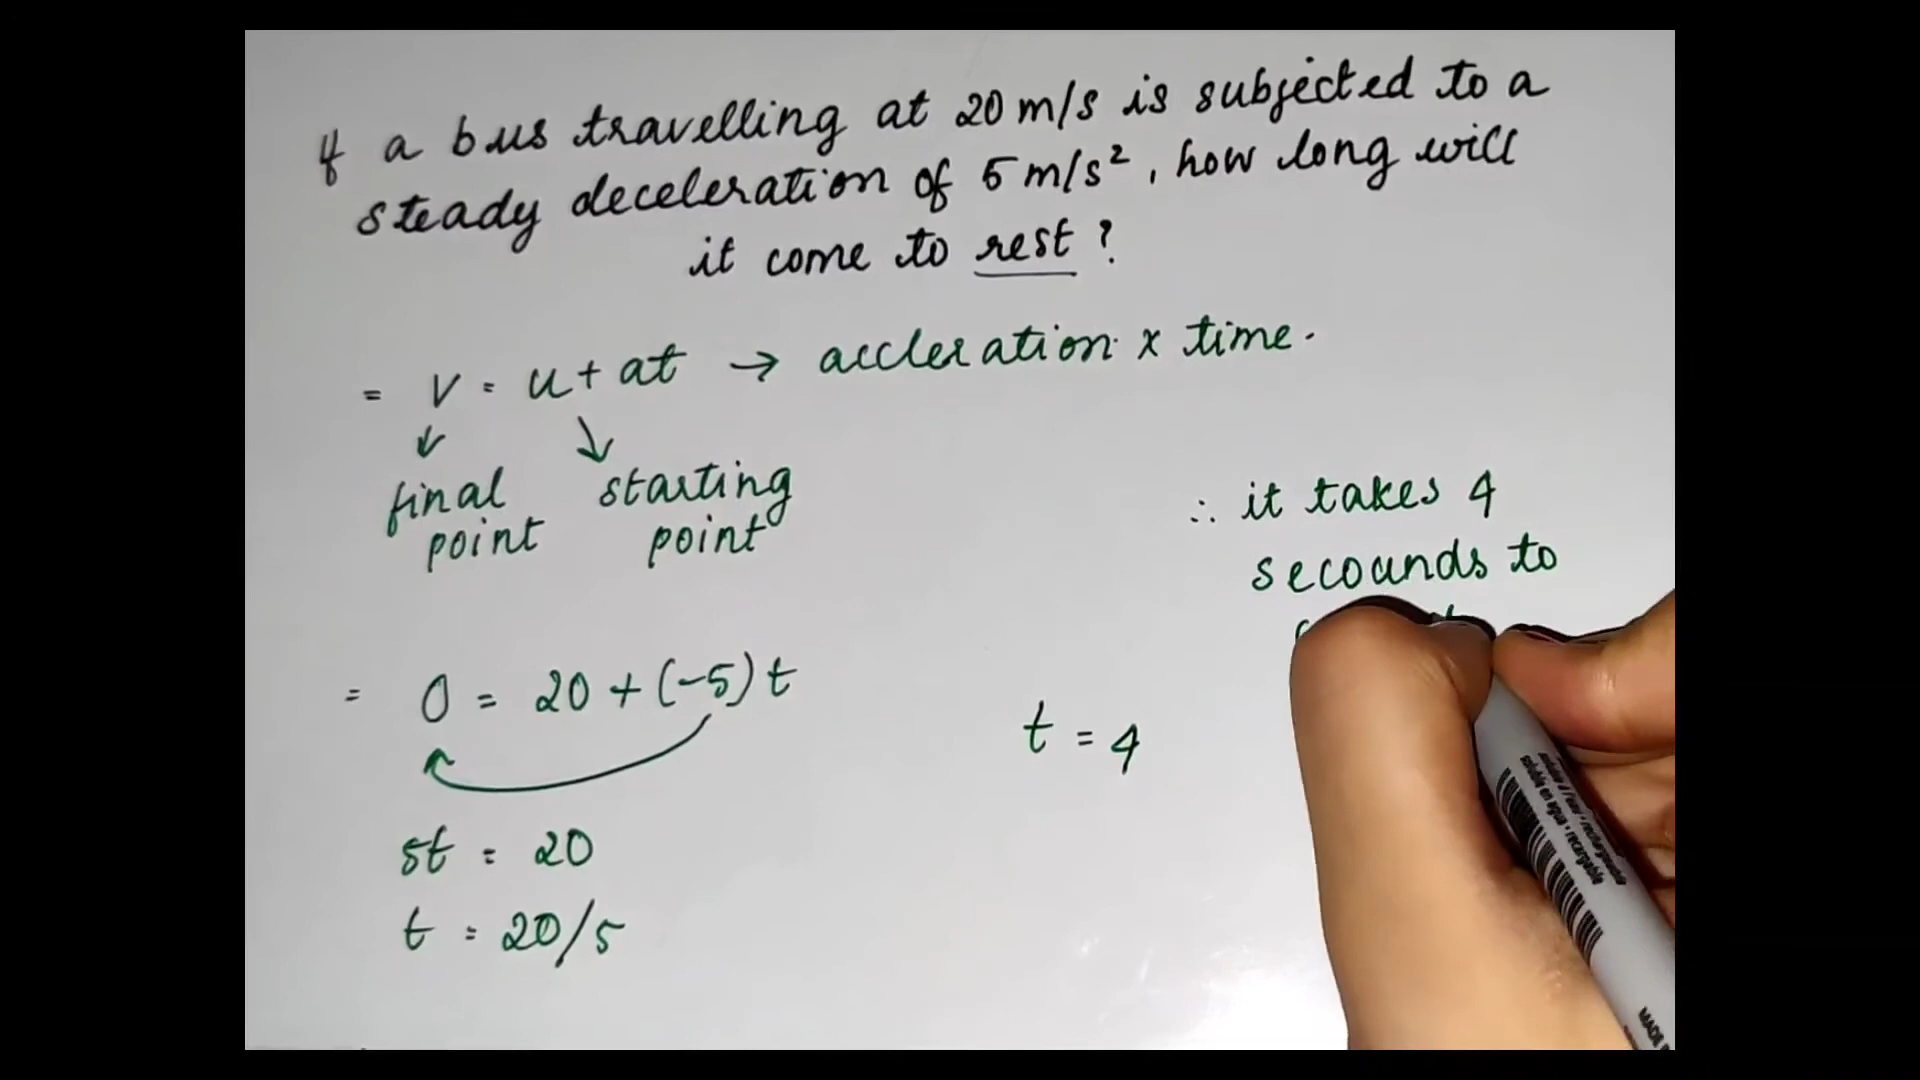 If a bus travelling at 20 m/s is subjected to a
steady deceleration of 5 m/s², how long will
it come to rest?
= v = u + at → accleration x time.
final point
starting point
= 0 = 20 + (-5) t
5t = 20
t = 20/5
t = 4
∴ it takes 4
secounds to
MADE